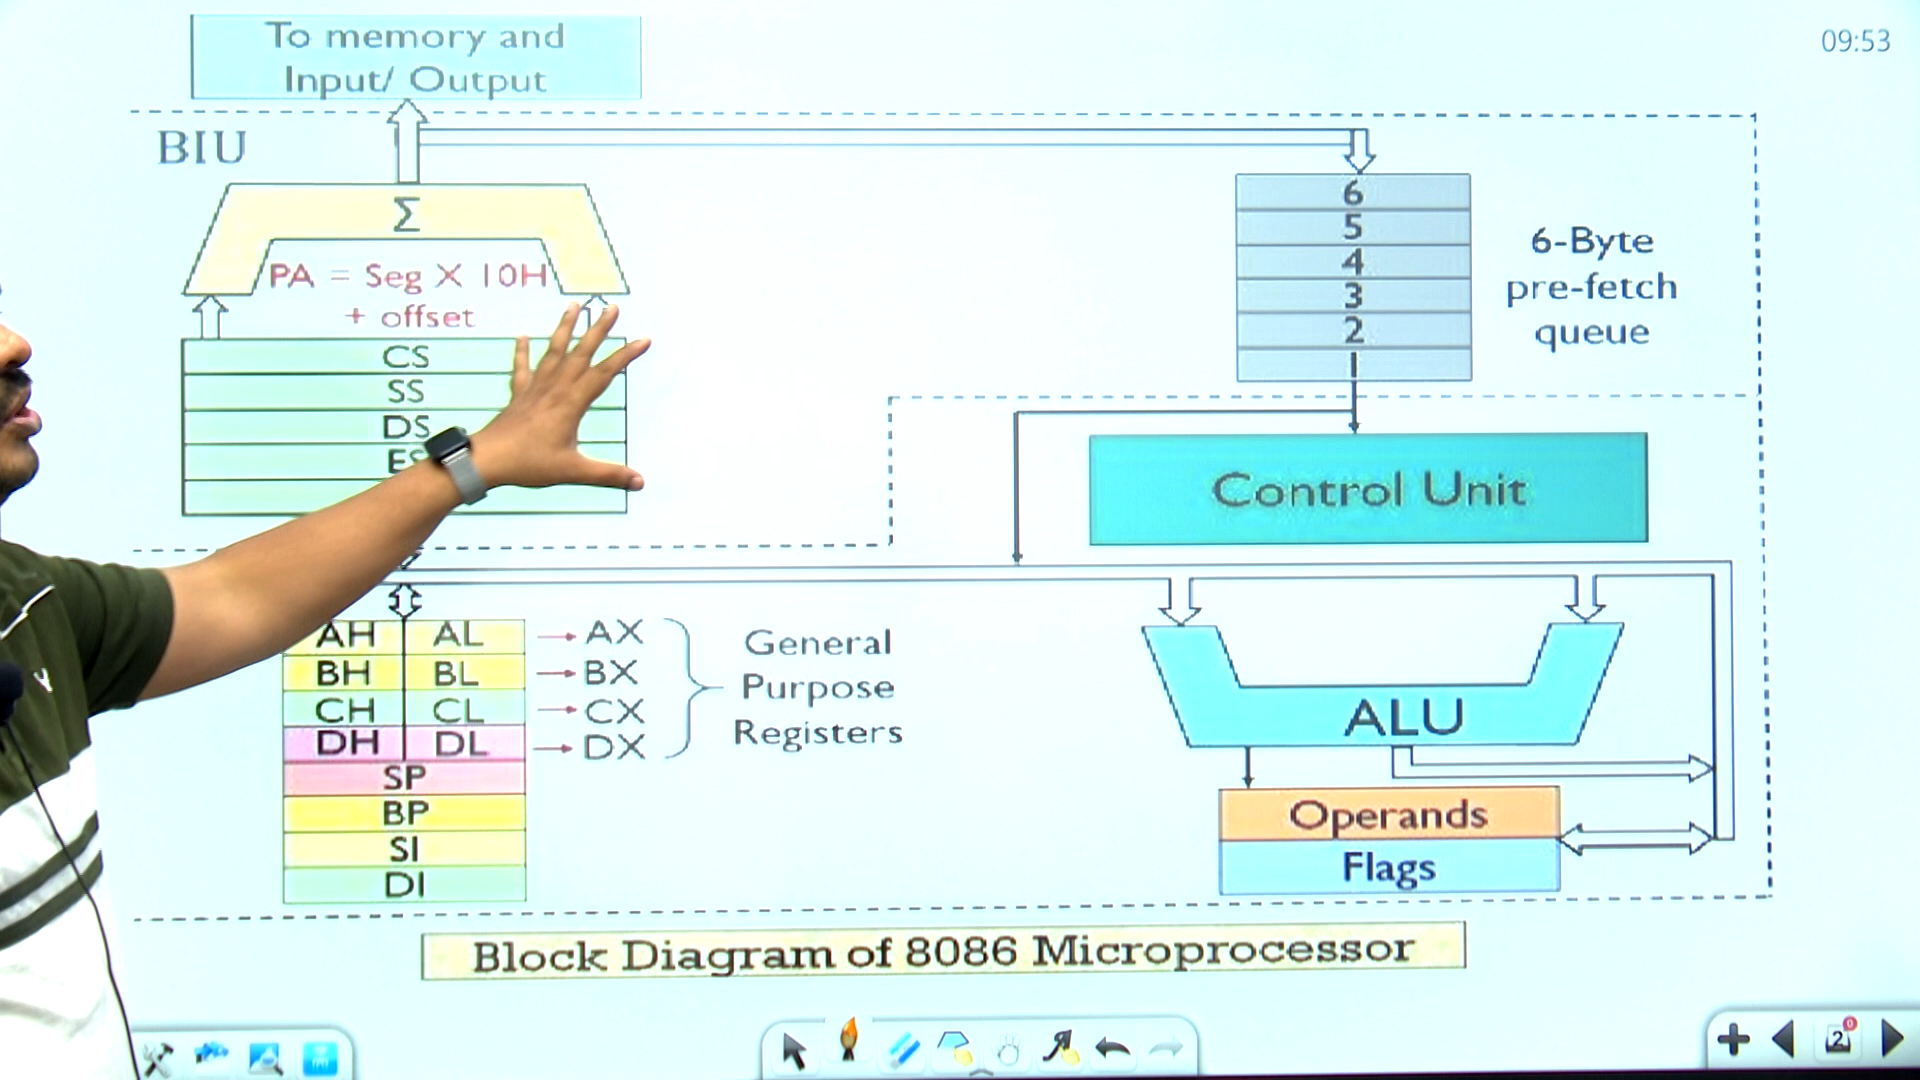 To memory and
Input/ Output
09:53
BIU
Σ
PA = Seg X 10H
+ offset
CS
SS
DS
ES
6
5
4
3
2
1
6-Byte
pre-fetch
queue
Control Unit
AH AL → AX
BH BL → BX
CH CL → CX
DH DL → DX
General
Purpose
Registers
SP
BP
SI
DI
ALU
Operands
Flags
Block Diagram of 8086 Microprocessor
2